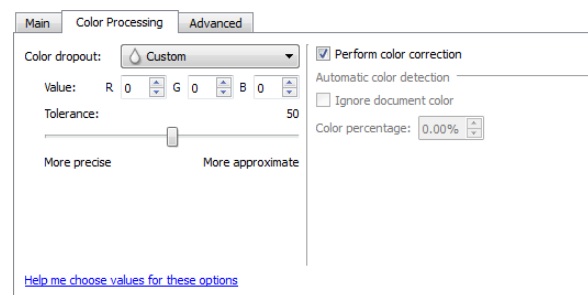 Main Color Processing Advanced
Color dropout: Custom
Value: R 0 G 0 B 0
Tolerance: 50
More precise More approximate
Perform color correction
Automatic color detection
Ignore document color
Color percentage: 0.00%
Help me choose values for these options